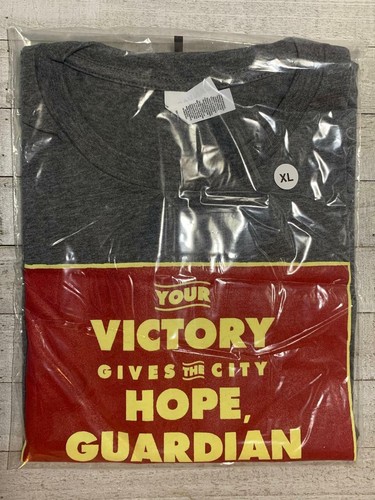 XL
YOUR
VICTORY
GIVES THE CITY
HOPE,
GUARDIAN